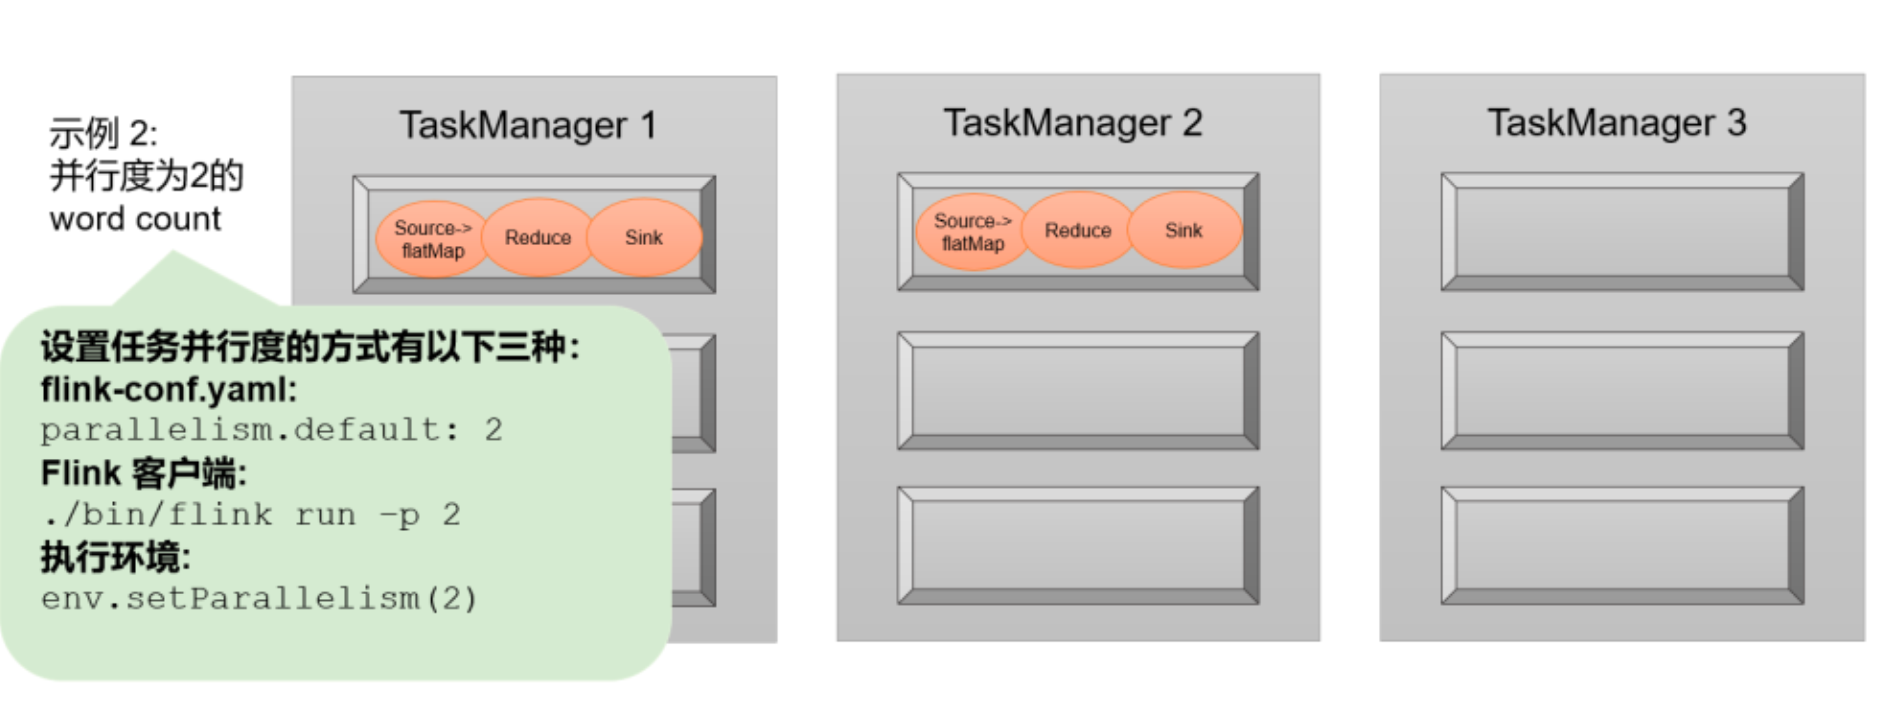 示例 2:
并行度为2的
word count
设置任务并行度的方式有以下三种:
flink-conf.yaml:
parallelism.default: 2
Flink 客户端:
./bin/flink run -p 2
执行环境:
env.setParallelism(2)
TaskManager 1
Source->
flatMap
Reduce
Sink
TaskManager 2
Source->
flatMap
Reduce
Sink
TaskManager 3